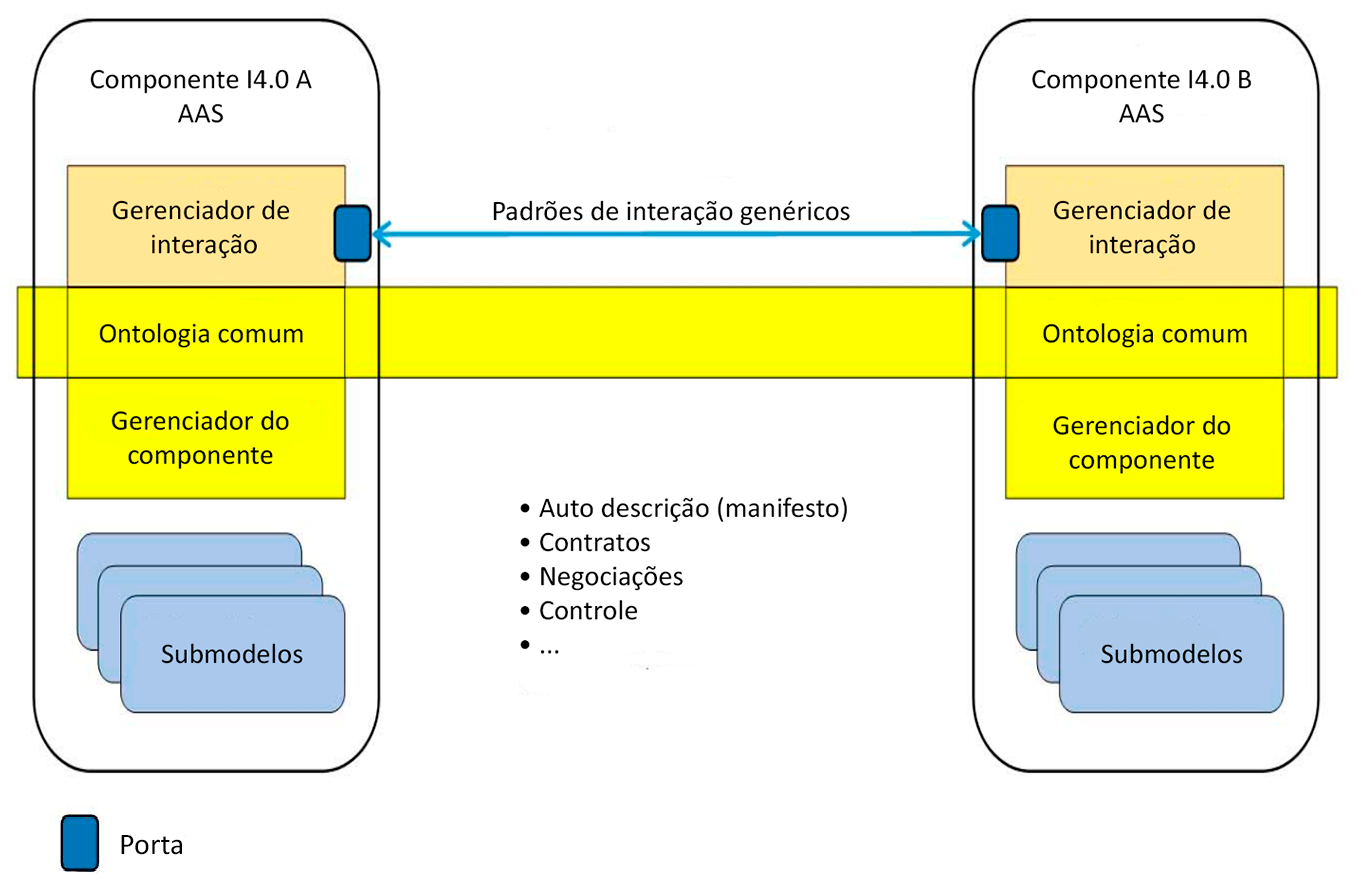 Componente I4.0 A
AAS
Gerenciador de
interação
Ontologia comum
Gerenciador do
componente
Submodelos
Padrões de interação genéricos
• Auto descrição (manifesto)
• Contratos
• Negociações
• Controle
• ...
Componente I4.0 B
AAS
Gerenciador de
interação
Ontologia comum
Gerenciador do
componente
Submodelos
Porta